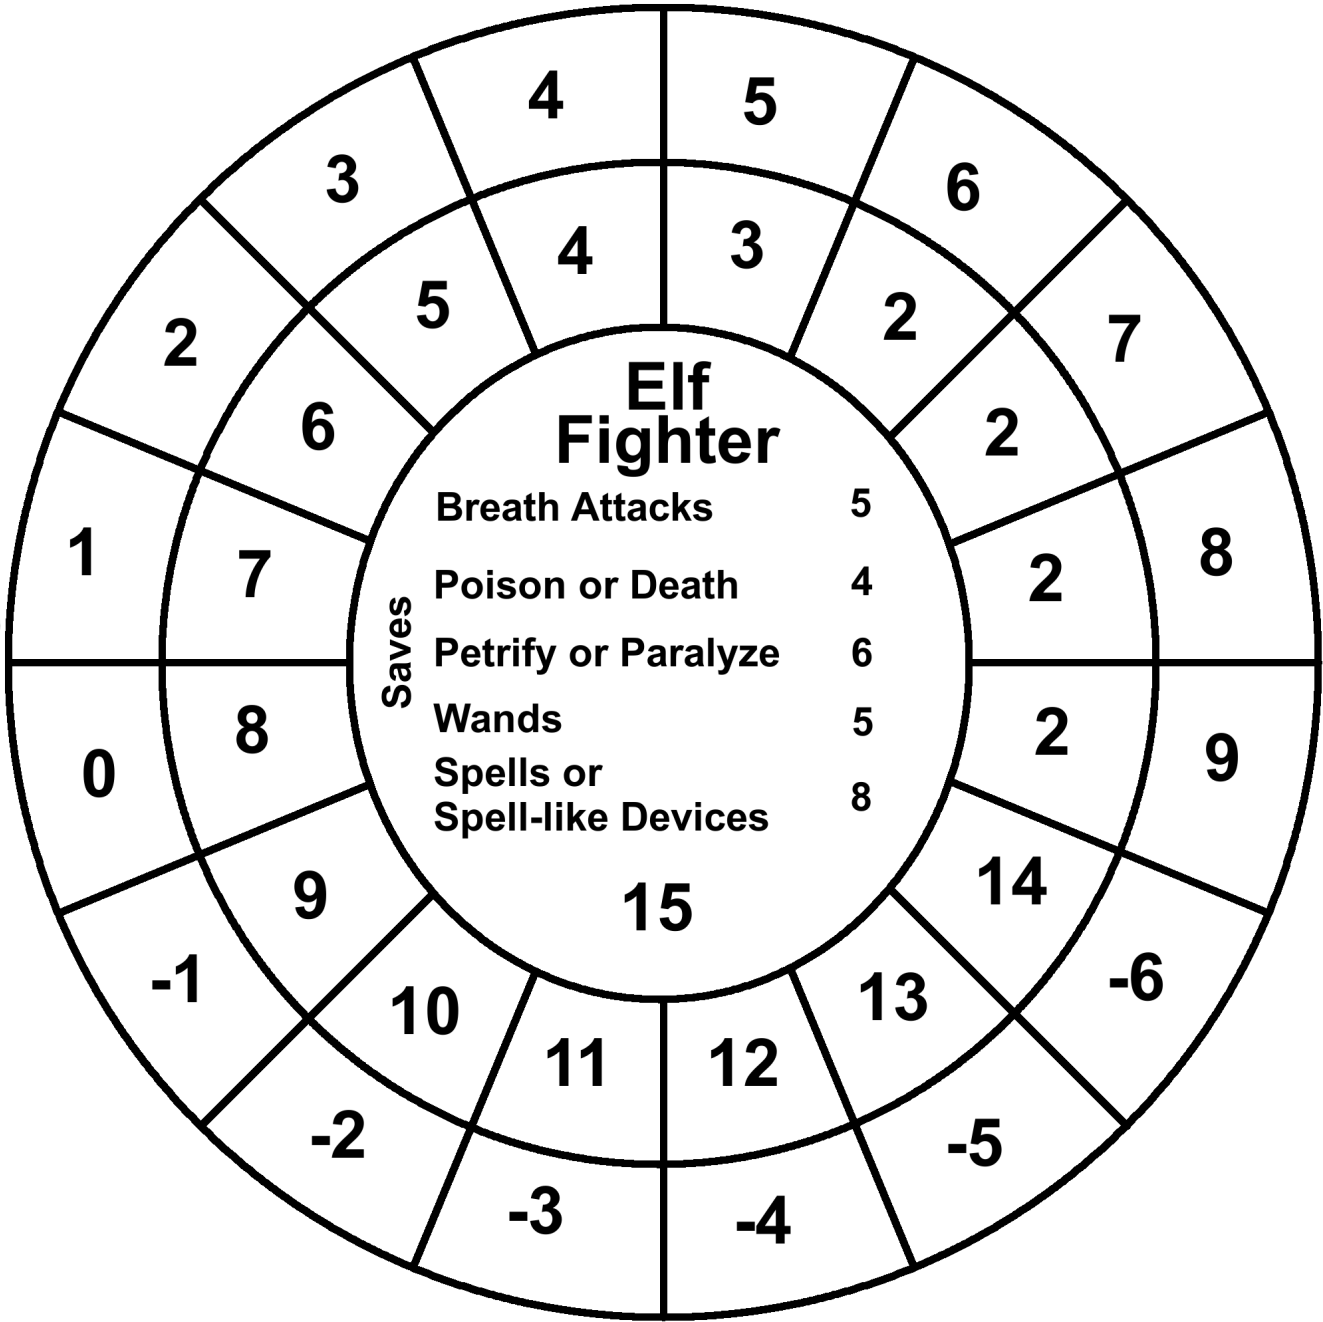 4 5
3 6
4 3
5 2
2 7
6 2
Elf
Fighter
Breath Attacks 5
1 8
7 2
Poison or Death 4
Saves
Petrify or Paralyze 6
Wands 5
8 2
0 9
Spells or
Spell-like Devices 8
9 14
15
-1 -6
10 13
11 12
-2 -5
-3 -4